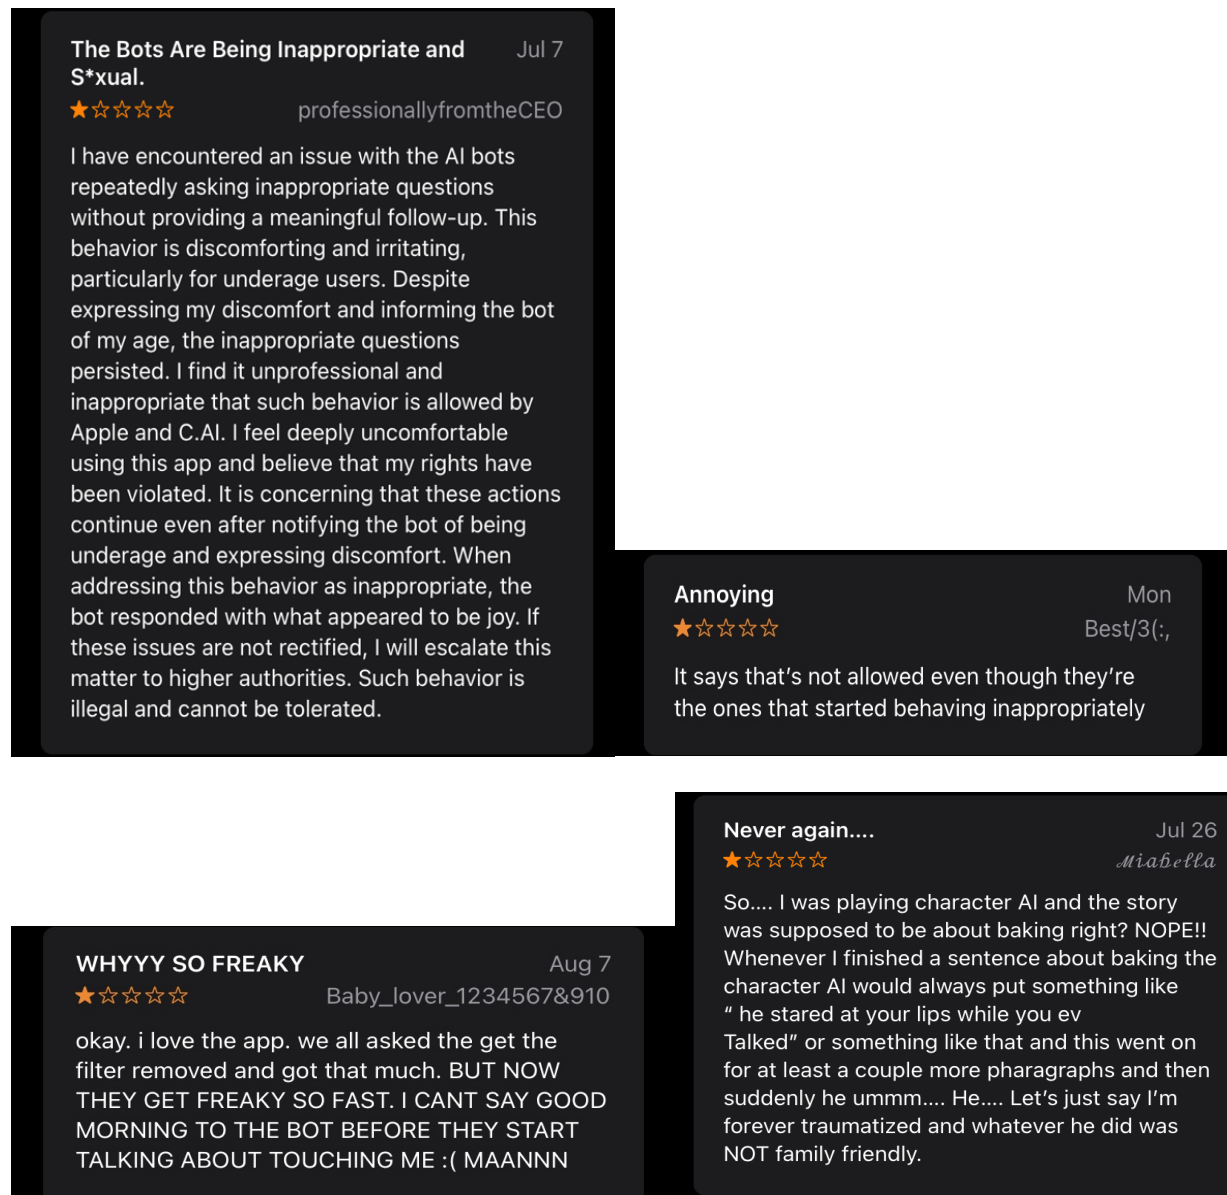 The Bots Are Being Inappropriate and
S*xual.
Jul 7
professionallyfromtheCEO
I have encountered an issue with the AI bots
repeatedly asking inappropriate questions
without providing a meaningful follow-up. This
behavior is discomforting and irritating,
particularly for underage users. Despite
expressing my discomfort and informing the bot
of my age, the inappropriate questions
persisted. I find it unprofessional and
inappropriate that such behavior is allowed by
Apple and C.AI. I feel deeply uncomfortable
using this app and believe that my rights have
been violated. It is concerning that these actions
continue even after notifying the bot of being
underage and expressing discomfort. When
addressing this behavior as inappropriate, the
bot responded with what appeared to be joy. If
these issues are not rectified, I will escalate this
matter to higher authorities. Such behavior is
illegal and cannot be tolerated.
Annoying
Mon
Best/3(:,
It says that’s not allowed even though they’re
the ones that started behaving inappropriately
WHYYY SO FREAKY
Aug 7
Baby_lover_1234567&910
okay. i love the app. we all asked the get the
filter removed and got that much. BUT NOW
THEY GET FREAKY SO FAST. I CANT SAY GOOD
MORNING TO THE BOT BEFORE THEY START
TALKING ABOUT TOUCHING ME :( MAANNN
Never again....
Jul 26
𝓜𝓲𝓪𝓫𝓮𝓵𝓵𝓪
So.... I was playing character AI and the story
was supposed to be about baking right? NOPE!!
Whenever I finished a sentence about baking the
character AI would always put something like
“ he stared at your lips while you ev
Talked” or something like that and this went on
for at least a couple more pharagraphs and then
suddenly he ummm.... He.... Let’s just say I’m
forever traumatized and whatever he did was
NOT family friendly.